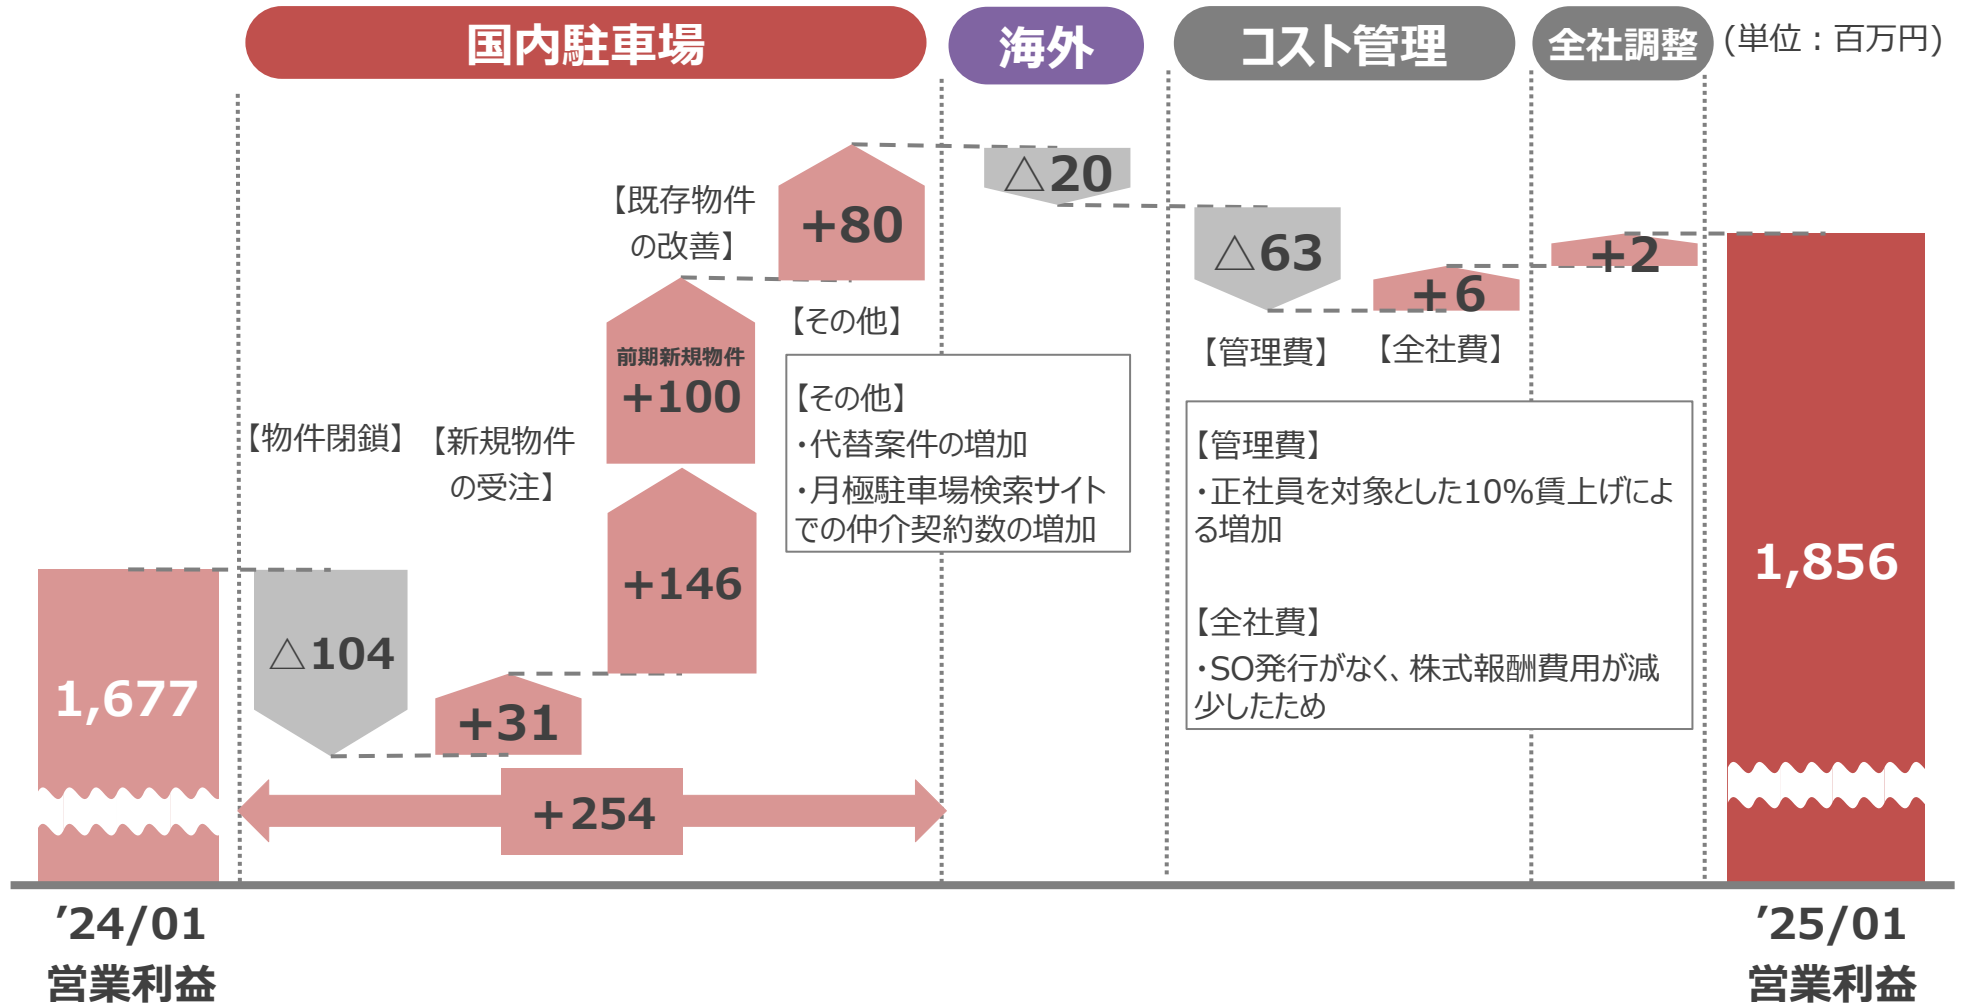 国内駐車場
海外
コスト管理
全社調整
(単位：百万円)
【既存物件
の改善】
+80
△20
△63
+6
+2
【その他】
【管理費】
【全社費】
前期新規物件
+100
【物件閉鎖】
【新規物件
の受注】
【その他】
・代替案件の増加
・月極駐車場検索サイト
での仲介契約数の増加
【管理費】
・正社員を対象とした10%賃上げによ
る増加
【全社費】
・SO発行がなく、株式報酬費用が減
少したため
1,677
△104
+31
+146
+254
1,856
’24/01
営業利益
’25/01
営業利益